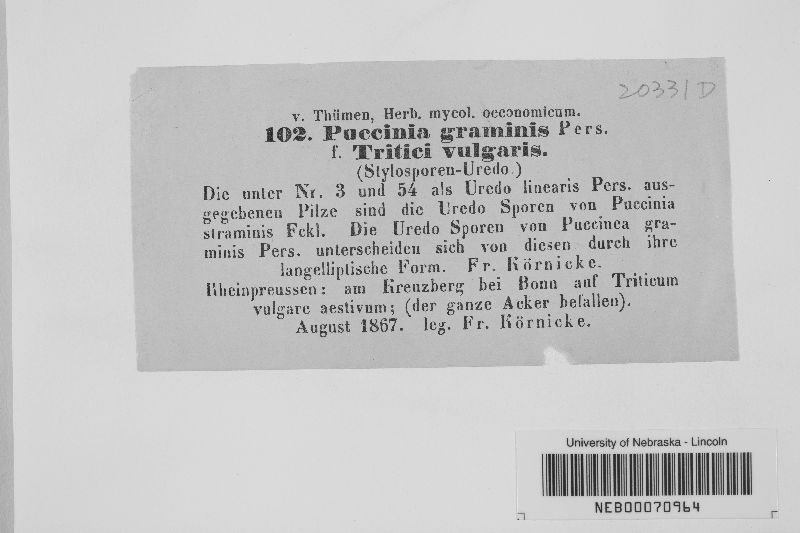 20331 D
v. Thümen, Herb. mycol. oeconomicum.
102. Puccinia graminis Pers.
f. Tritici vulgaris.
(Stylosporen-Uredo.)
Die unter Nr. 3 und 54 als Uredo linearis Pers. aus-
gegebenen Pilze sind die Uredo Sporen von Puccinia
straminis Fckl. Die Uredo Sporen von Puccinea gra-
minis Pers. unterscheiden sich von diesen durch ihre
langelliptische Form. Fr. Körnicke.
Rheinpreussen: am Kreuzberg bei Bonn auf Triticum
vulgare aestivum; (der ganze Acker befallen).
August 1867. leg. Fr. Körnicke.
University of Nebraska - Lincoln
NEB00070964